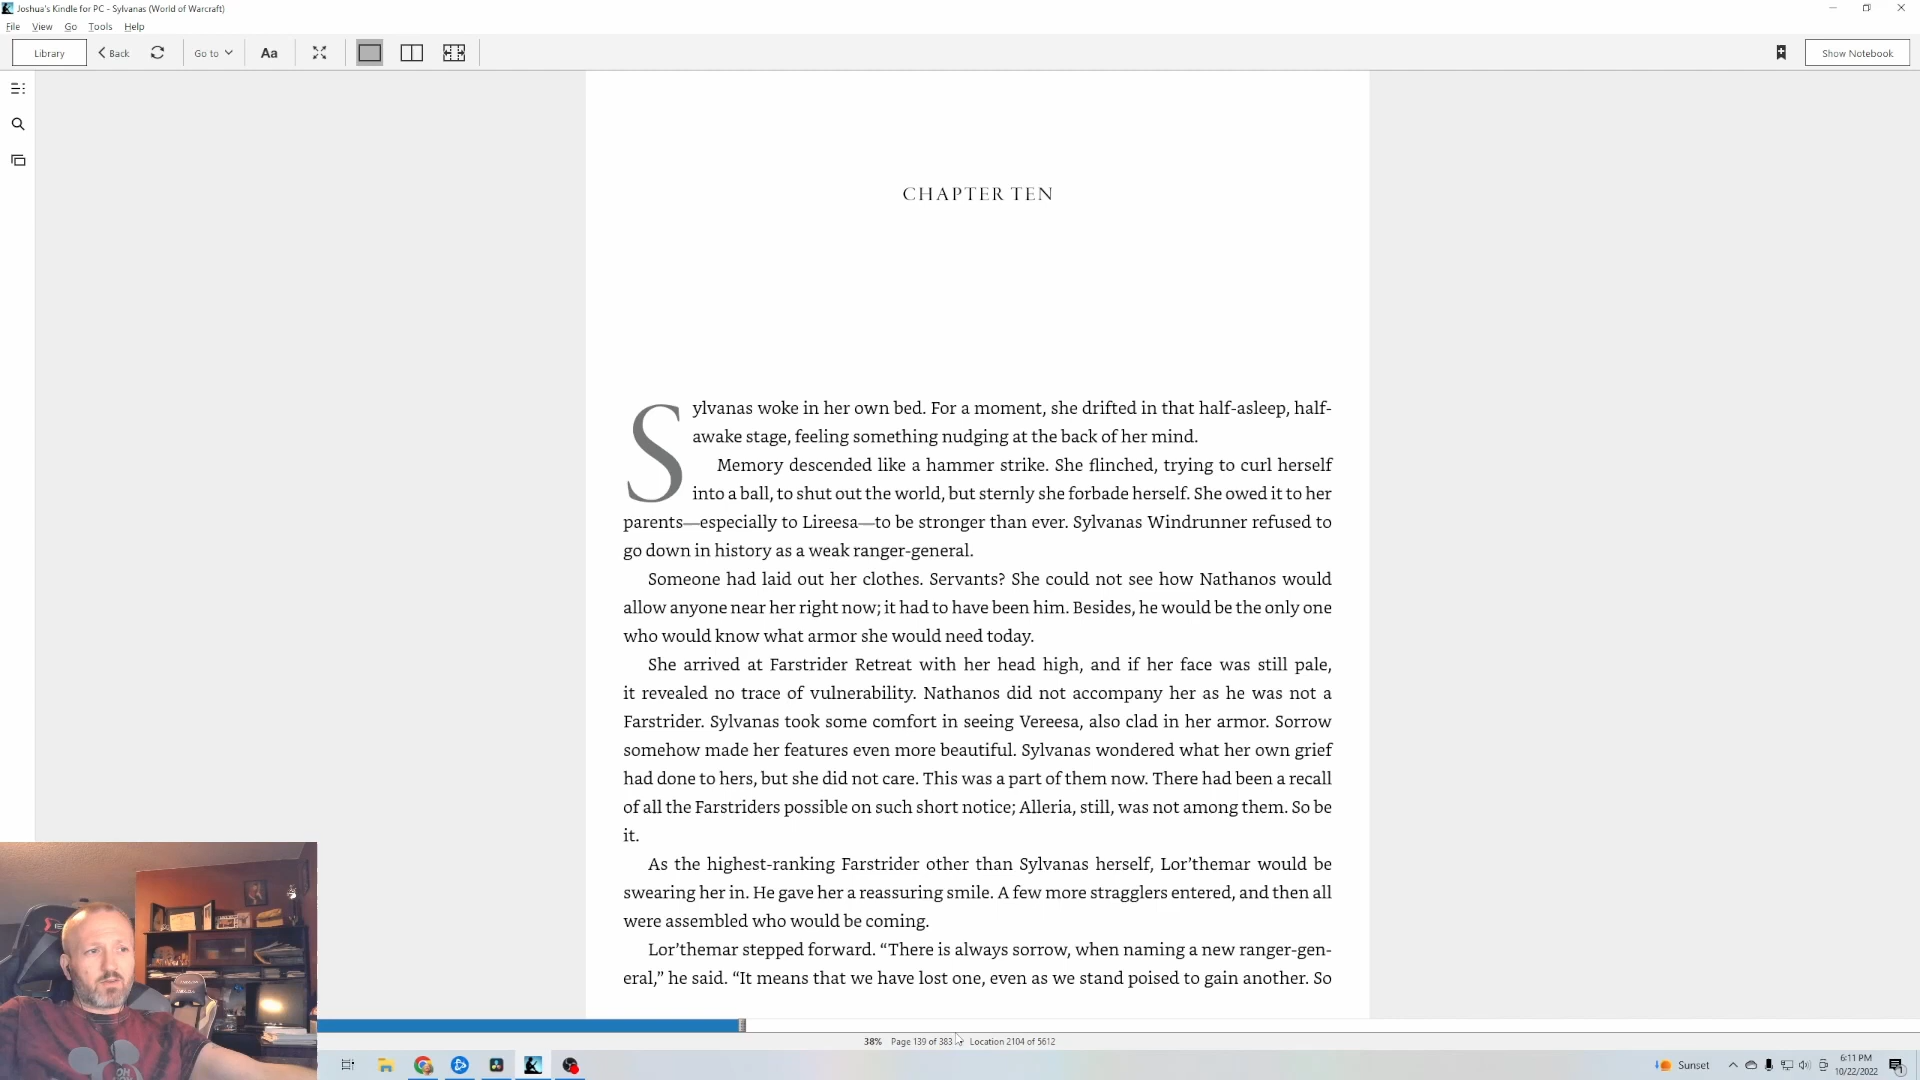 Joshua's Kindle for PC - Sylvanas (World of Warcraft)
File View Go Tools Help
Library Back Go to Aa Show Notebook
CHAPTER TEN
Sylvanas woke in her own bed. For a moment, she drifted in that half-asleep, half-
awake stage, feeling something nudging at the back of her mind.
Memory descended like a hammer strike. She flinched, trying to curl herself
into a ball, to shut out the world, but sternly she forbade herself. She owed it to her
parents—especially to Lireesa—to be stronger than ever. Sylvanas Windrunner refused to
go down in history as a weak ranger-general.
Someone had laid out her clothes. Servants? She could not see how Nathanos would
allow anyone near her right now; it had to have been him. Besides, he would be the only one
who would know what armor she would need today.
She arrived at Farstrider Retreat with her head high, and if her face was still pale,
it revealed no trace of vulnerability. Nathanos did not accompany her as he was not a
Farstrider. Sylvanas took some comfort in seeing Vereesa, also clad in her armor. Sorrow
somehow made her features even more beautiful. Sylvanas wondered what her own grief
had done to hers, but she did not care. This was a part of them now. There had been a recall
of all the Farstriders possible on such short notice; Alleria, still, was not among them. So be
it.
As the highest-ranking Farstrider other than Sylvanas herself, Lor’themar would be
swearing her in. He gave her a reassuring smile. A few more stragglers entered, and then all
were assembled who would be coming.
Lor’themar stepped forward. “There is always sorrow, when naming a new ranger-gen-
eral,” he said. “It means that we have lost one, even as we stand poised to gain another. So
38% Page 139 of 383 Location 2104 of 5612
Sunset
6:11 PM
10/22/2022